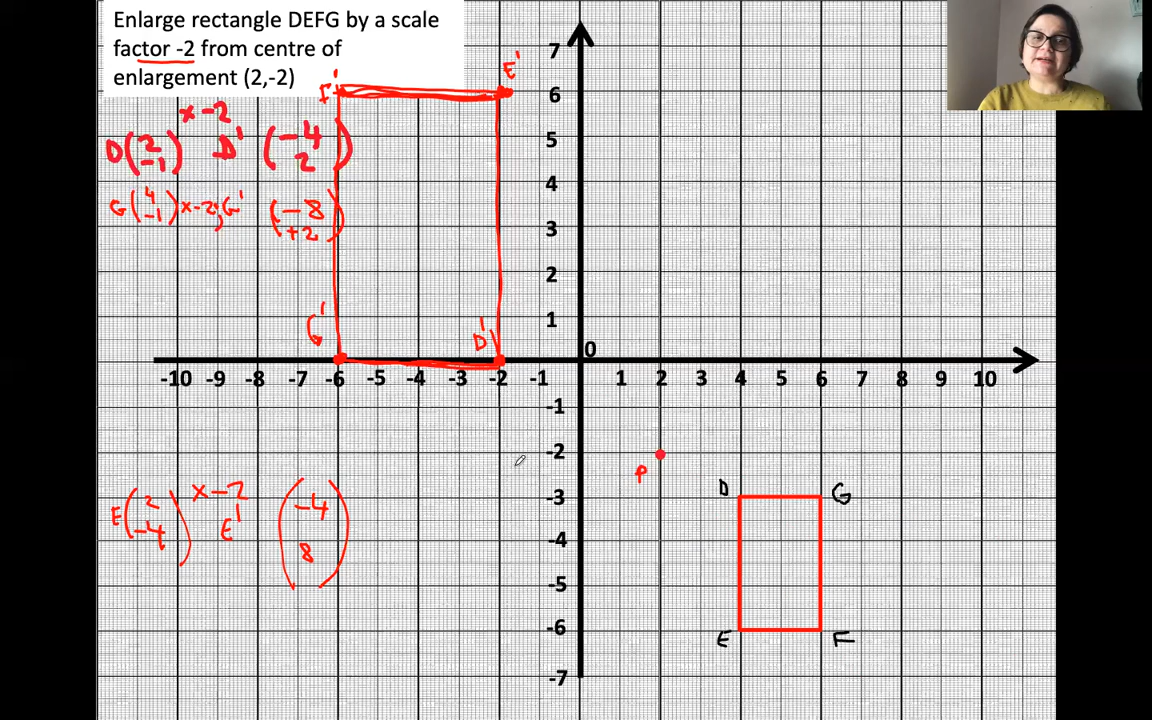 Enlarge rectangle DEFG by a scale
factor -2 from centre of
enlargement (2,-2)
F' E'
x -2
D ( 2 -1 ) D' ( -4 2 )
G ( 4 -1 ) x -2; G' ( -8 +2 )
G' D'
7
6
5
4
3
2
1
0
-10 -9 -8 -7 -6 -5 -4 -3 -2 -1 1 2 3 4 5 6 7 8 9 10
-1
-2
-3
-4
-5
-6
-7
P
D G
E F
x -2
E ( 2 -4 ) E' ( -4 8 )